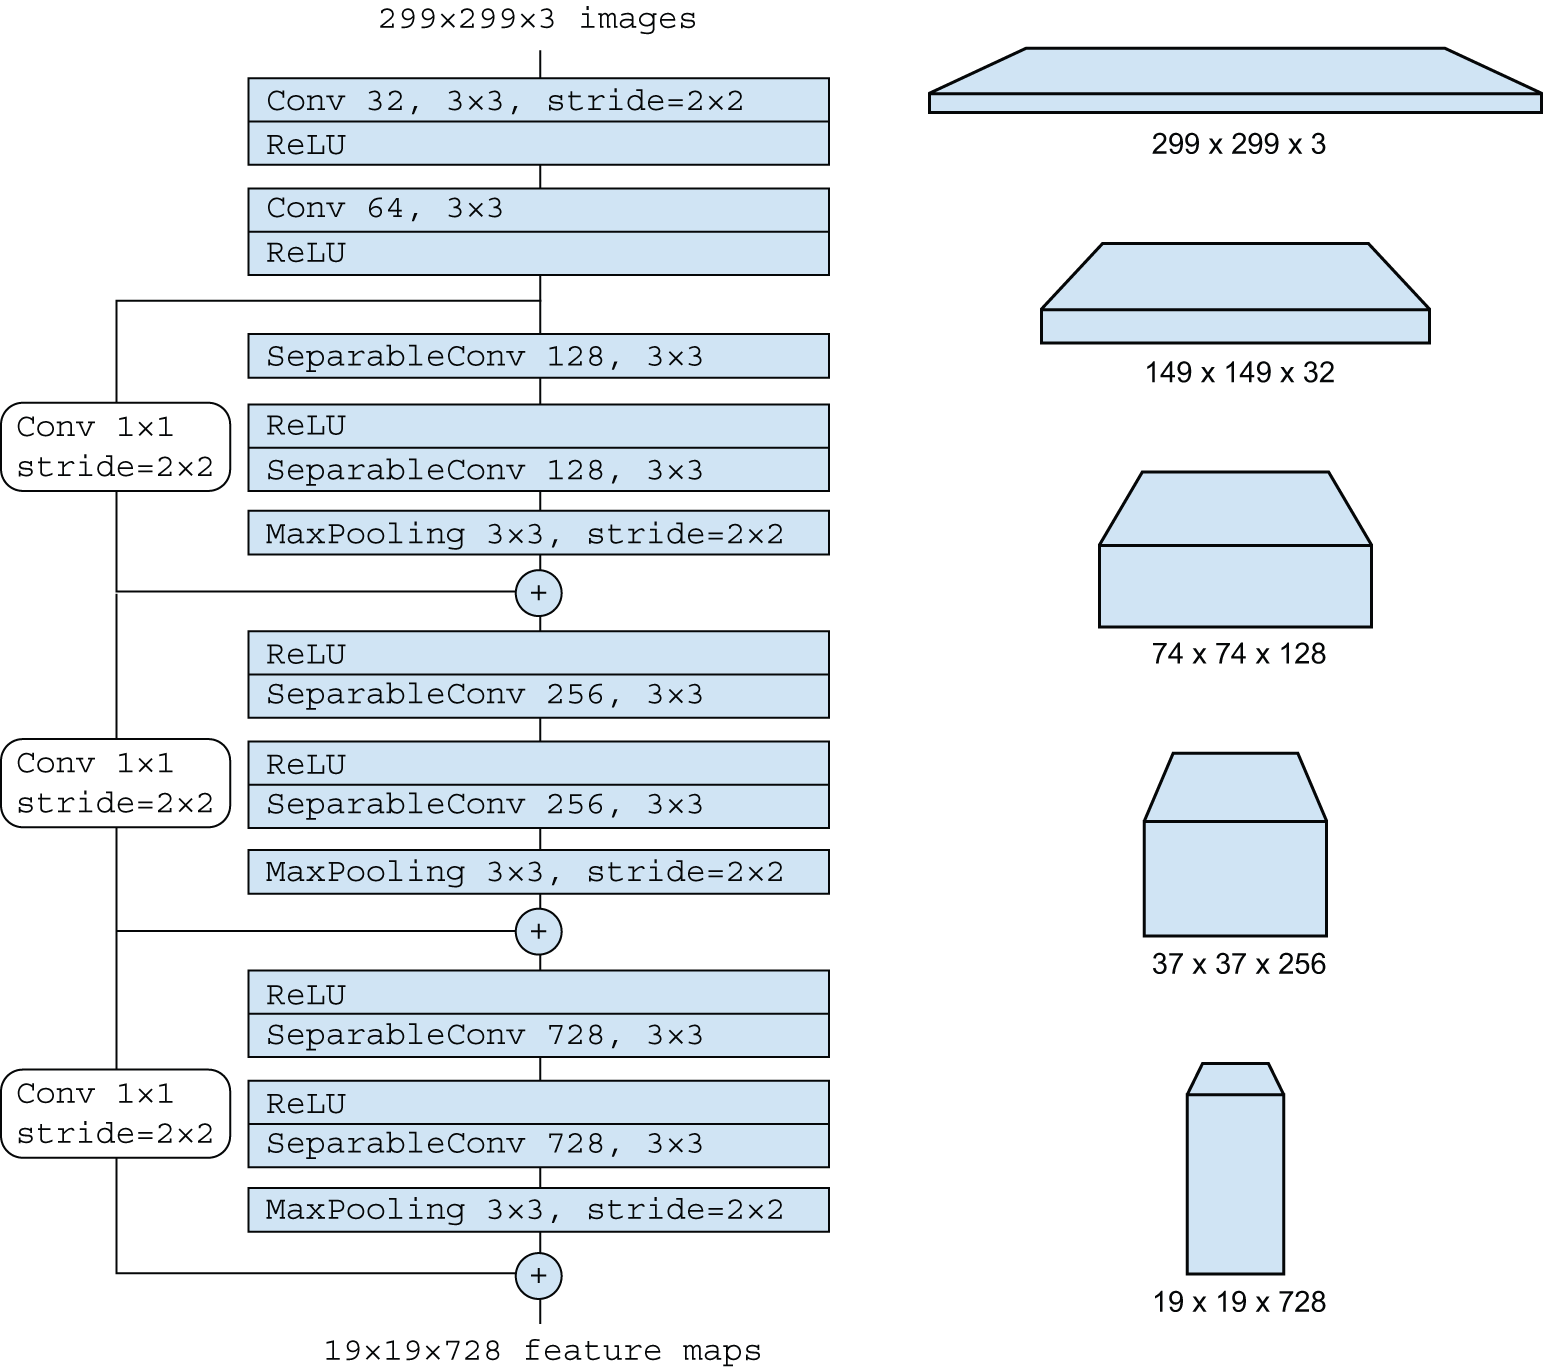 299×299×3 images
Conv 32, 3×3, stride=2×2
ReLU
Conv 64, 3×3
ReLU
SeparableConv 128, 3×3
Conv 1×1
stride=2×2
ReLU
SeparableConv 128, 3×3
MaxPooling 3×3, stride=2×2
+
ReLU
SeparableConv 256, 3×3
Conv 1×1
stride=2×2
ReLU
SeparableConv 256, 3×3
MaxPooling 3×3, stride=2×2
+
ReLU
SeparableConv 728, 3×3
Conv 1×1
stride=2×2
ReLU
SeparableConv 728, 3×3
MaxPooling 3×3, stride=2×2
+
19×19×728 feature maps
299 x 299 x 3
149 x 149 x 32
74 x 74 x 128
37 x 37 x 256
19 x 19 x 728